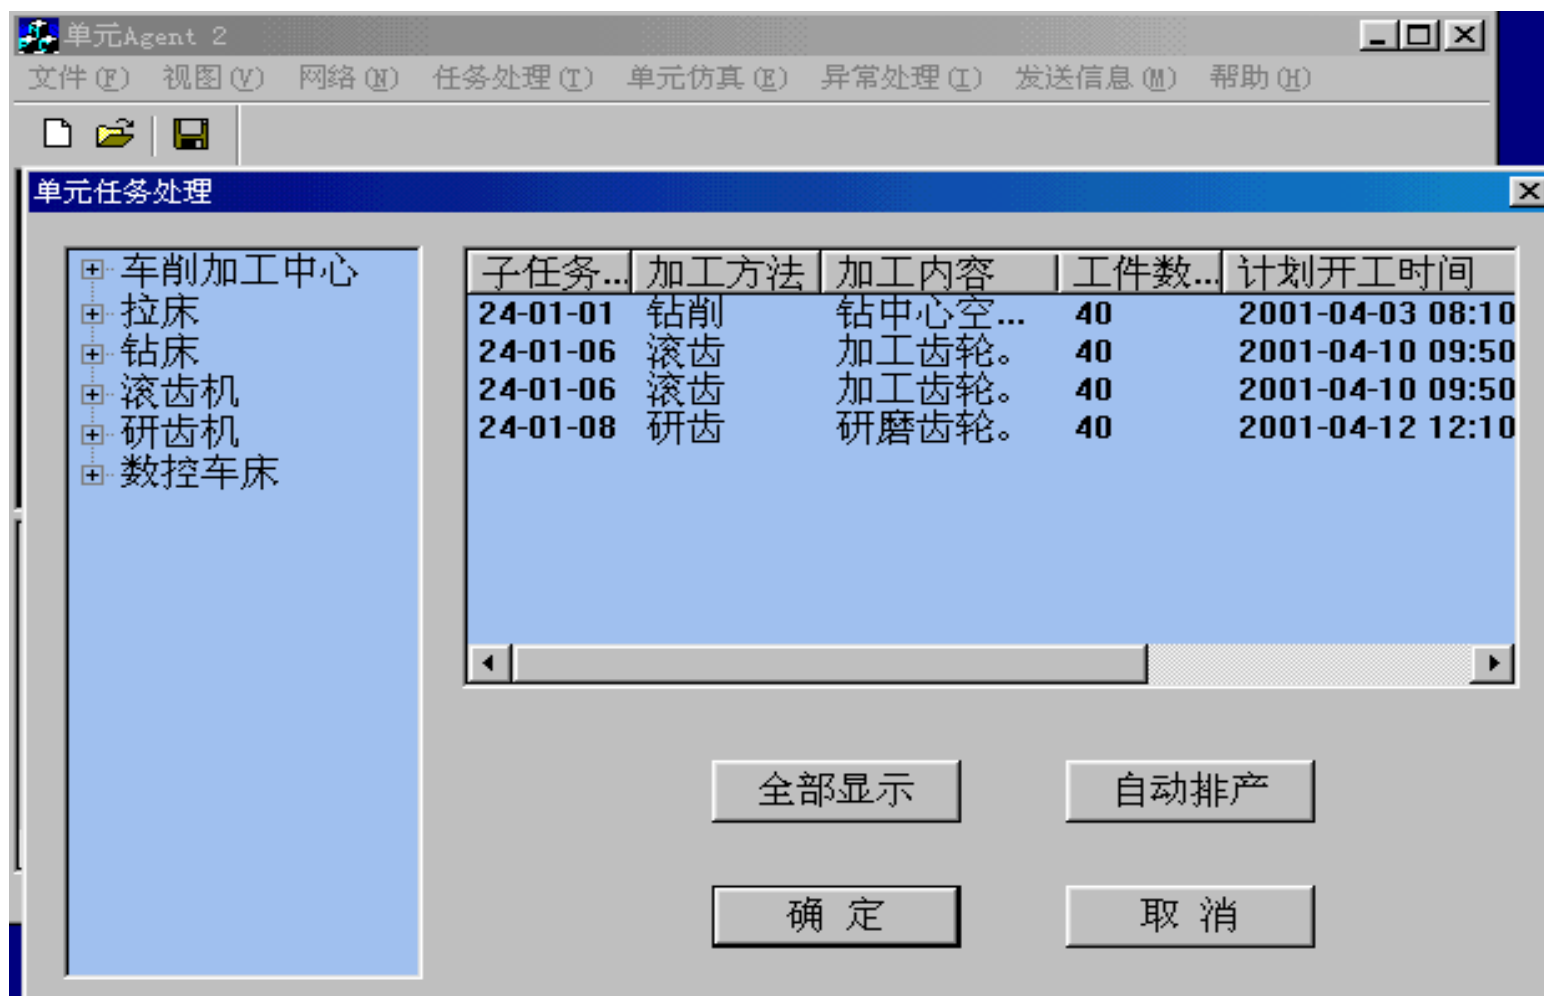 单元Agent 2
文件(F) 视图(V) 网络(N) 任务处理(T) 单元仿真(E) 异常处理(I) 发送信息(M) 帮助(H)
单元任务处理
车削加工中心
拉床
钻床
滚齿机
研齿机
数控车床
子任务... 加工方法 加工内容 工件数... 计划开工时间
24-01-01 钻削 钻中心空... 40 2001-04-03 08:10
24-01-06 滚齿 加工齿轮。 40 2001-04-10 09:50
24-01-06 滚齿 加工齿轮。 40 2001-04-10 09:50
24-01-08 研齿 研磨齿轮。 40 2001-04-12 12:10
全部显示 自动排产
确 定 取 消